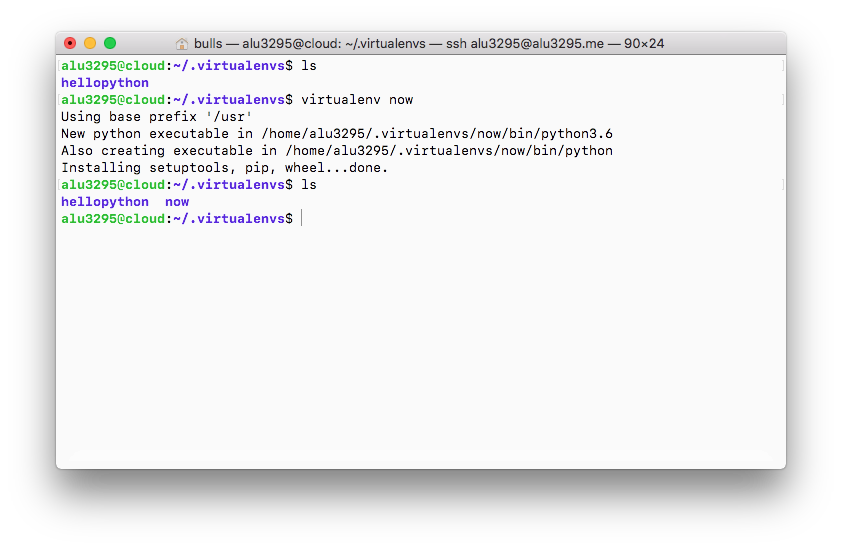 bulls — alu3295@cloud: ~/.virtualenvs — ssh alu3295@alu3295.me — 90×24
alu3295@cloud:~/.virtualenvs$ ls
hellopython
alu3295@cloud:~/.virtualenvs$ virtualenv now
Using base prefix '/usr'
New python executable in /home/alu3295/.virtualenvs/now/bin/python3.6
Also creating executable in /home/alu3295/.virtualenvs/now/bin/python
Installing setuptools, pip, wheel...done.
alu3295@cloud:~/.virtualenvs$ ls
hellopython  now
alu3295@cloud:~/.virtualenvs$